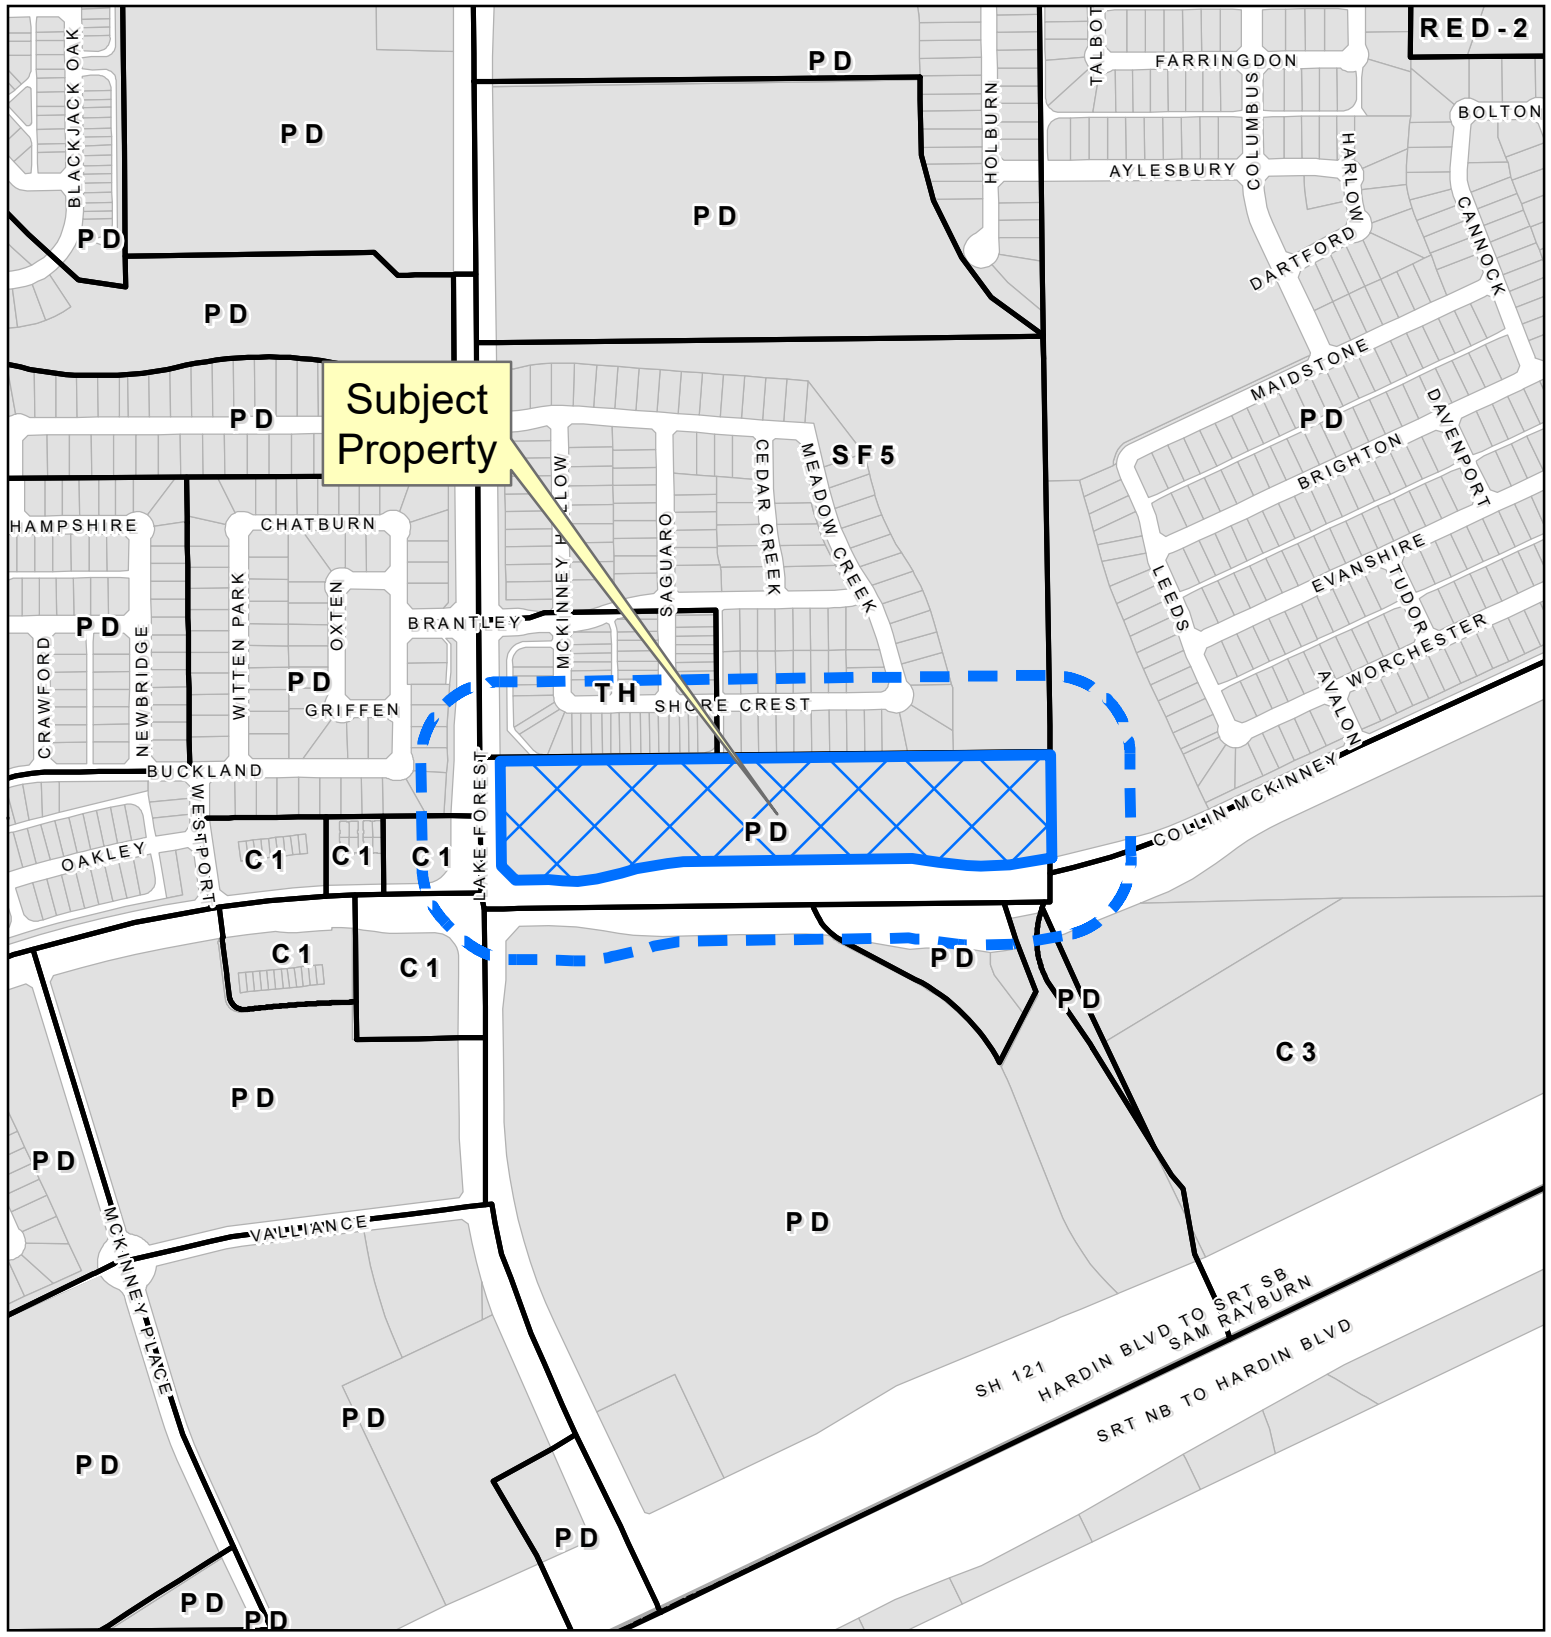 RED-2
TALBOT
FARRINGDON
BLACKJACK OAK
PD
PD
HOLBURN
COLUMBUS
BOLTON
HARLOW
AYLESBURY
PD
PD
CANNOCK
DARTFORD
PD
MAIDSTONE
Subject
Property
PD
PD
DAVENPORT
SF5
BRIGHTON
CEDAR CREEK
MEADOW CREEK
MCKINNEY HOLLOW
SAGUARO
HAMPSHIRE
CHATBURN
EVANSHIRE
TUDOR
LEEDS
WITTEN PARK
OXTEN
BRANTLEY
PD
NEWBRIDGE
CRAWFORD
WORCHESTER
AVALON
PD
TH
SHORE CREST
GRIFFEN
BUCKLAND
WESTPORT
LAKE FOREST
COLLIN MCKINNEY
PD
OAKLEY
C1
C1
C1
C1
C1
PD
PD
C3
PD
PD
MCKINNEY PLACE
VALLIANCE
PD
HARDIN BLVD TO SRT SB
SAM RAYBURN
SH 121
SRT NB TO HARDIN BLVD
PD
PD
PD
PD
PD